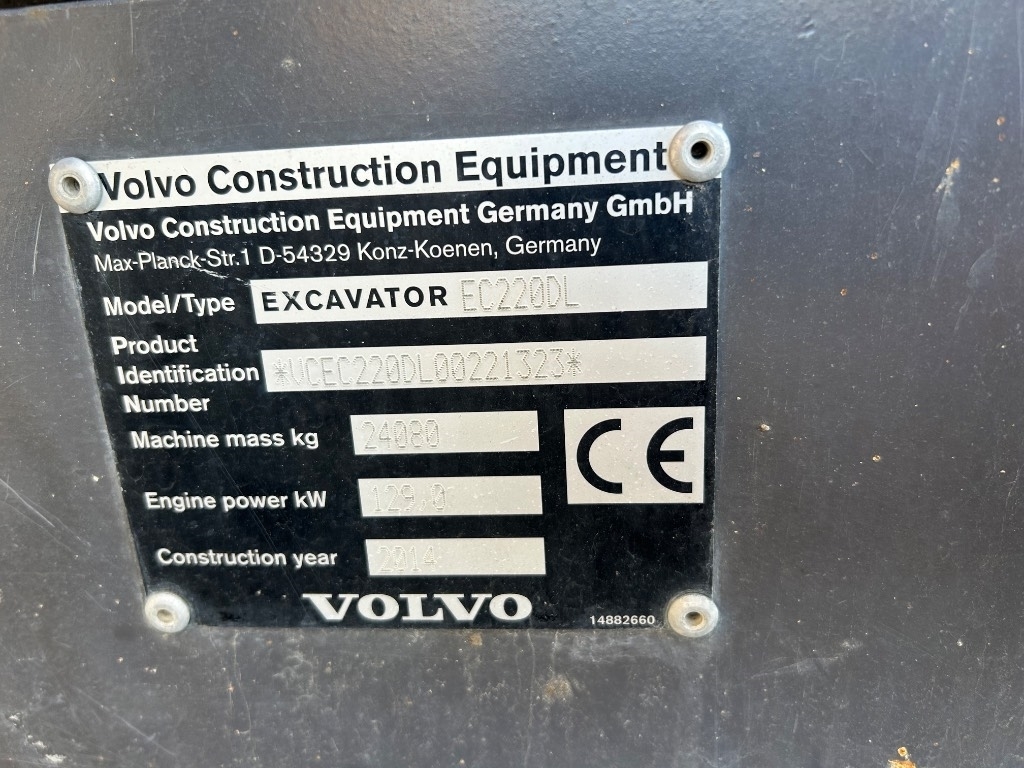 Volvo Construction Equipment
Volvo Construction Equipment Germany GmbH
Max-Planck-Str.1 D-54329 Konz-Koenen, Germany
Model/Type EXCAVATOR EC220DL
Product
Identification *VCEC220DL00221323*
Number
Machine mass kg 24080
CE
Engine power kW 129.0
Construction year 2014
VOLVO
14882660